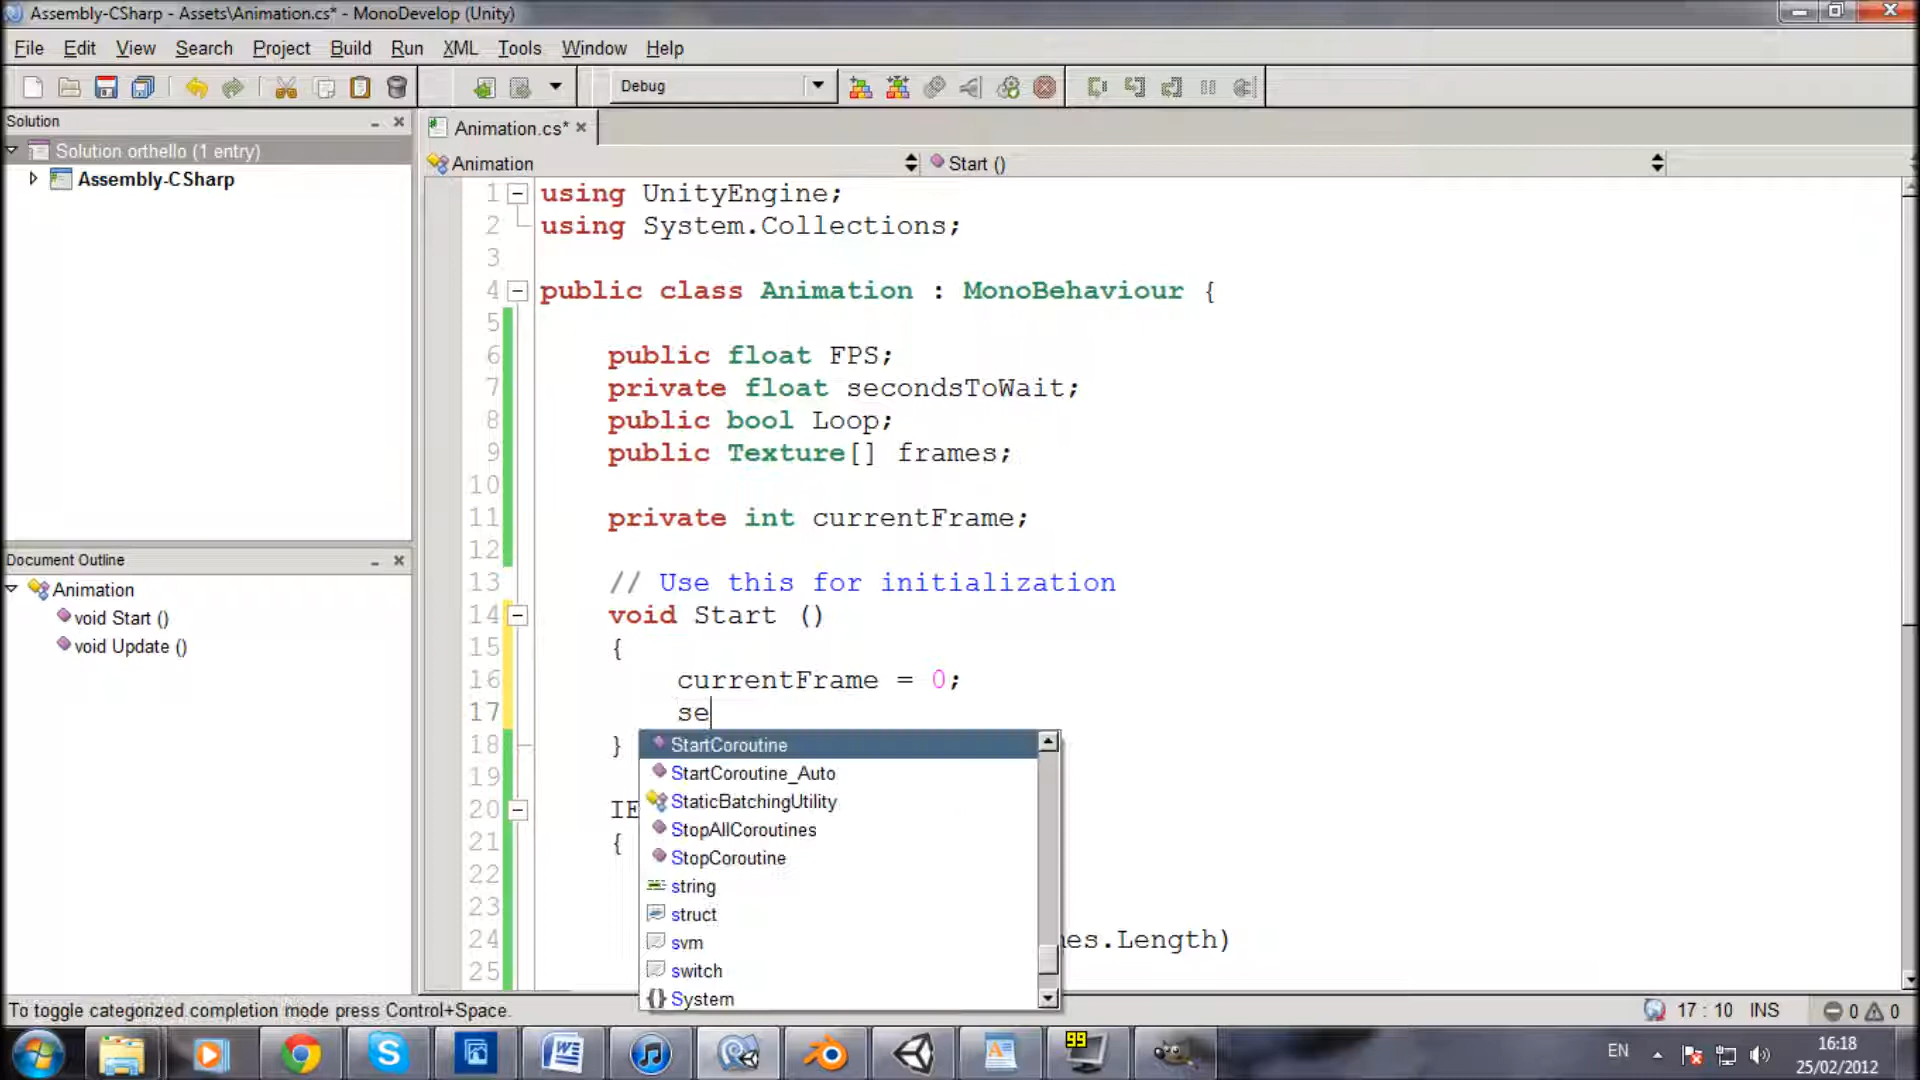 Assembly-CSharp - Assets\Animation.cs* - MonoDevelop (Unity)
File Edit View Search Project Build Run XML Tools Window Help
Debug
Solution
Animation.cs*
Solution orthello (1 entry)
Animation
Start ()
Assembly-CSharp
1 using UnityEngine;
2 using System.Collections;
3
4 public class Animation : MonoBehaviour {
5
6 public float FPS;
7 private float secondsToWait;
8 public bool Loop;
9 public Texture[] frames;
10
11 private int currentFrame;
12
13 // Use this for initialization
14 void Start ()
15 {
16 currentFrame = 0;
17 se
18 }
19
20 IE
21 {
22
23
24 es.Length)
25
Document Outline
Animation
void Start ()
void Update ()
StartCoroutine
StartCoroutine_Auto
StaticBatchingUtility
StopAllCoroutines
StopCoroutine
string
struct
svm
switch
{} System
To toggle categorized completion mode press Control+Space.
17 : 10 INS
0 0
99
EN
16:18
25/02/2012